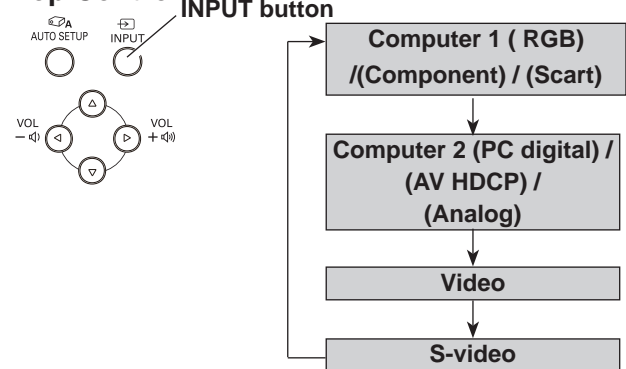 INPUT button
A
AUTO SETUP
INPUT
VOL
–
VOL
+
Computer 1 ( RGB)
/(Component) / (Scart)
Computer 2 (PC digital) /
(AV HDCP) /
(Analog)
Video
S-video